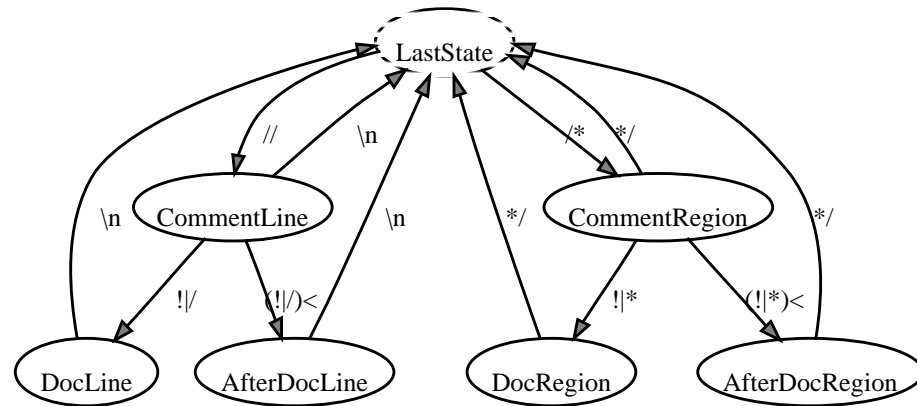 LastState
//
\n
/*
*/
CommentLine
CommentRegion
\n
\n
*/
*/
!|/
(!|/)<
!|*
(!|*)<
DocLine
AfterDocLine
DocRegion
AfterDocRegion